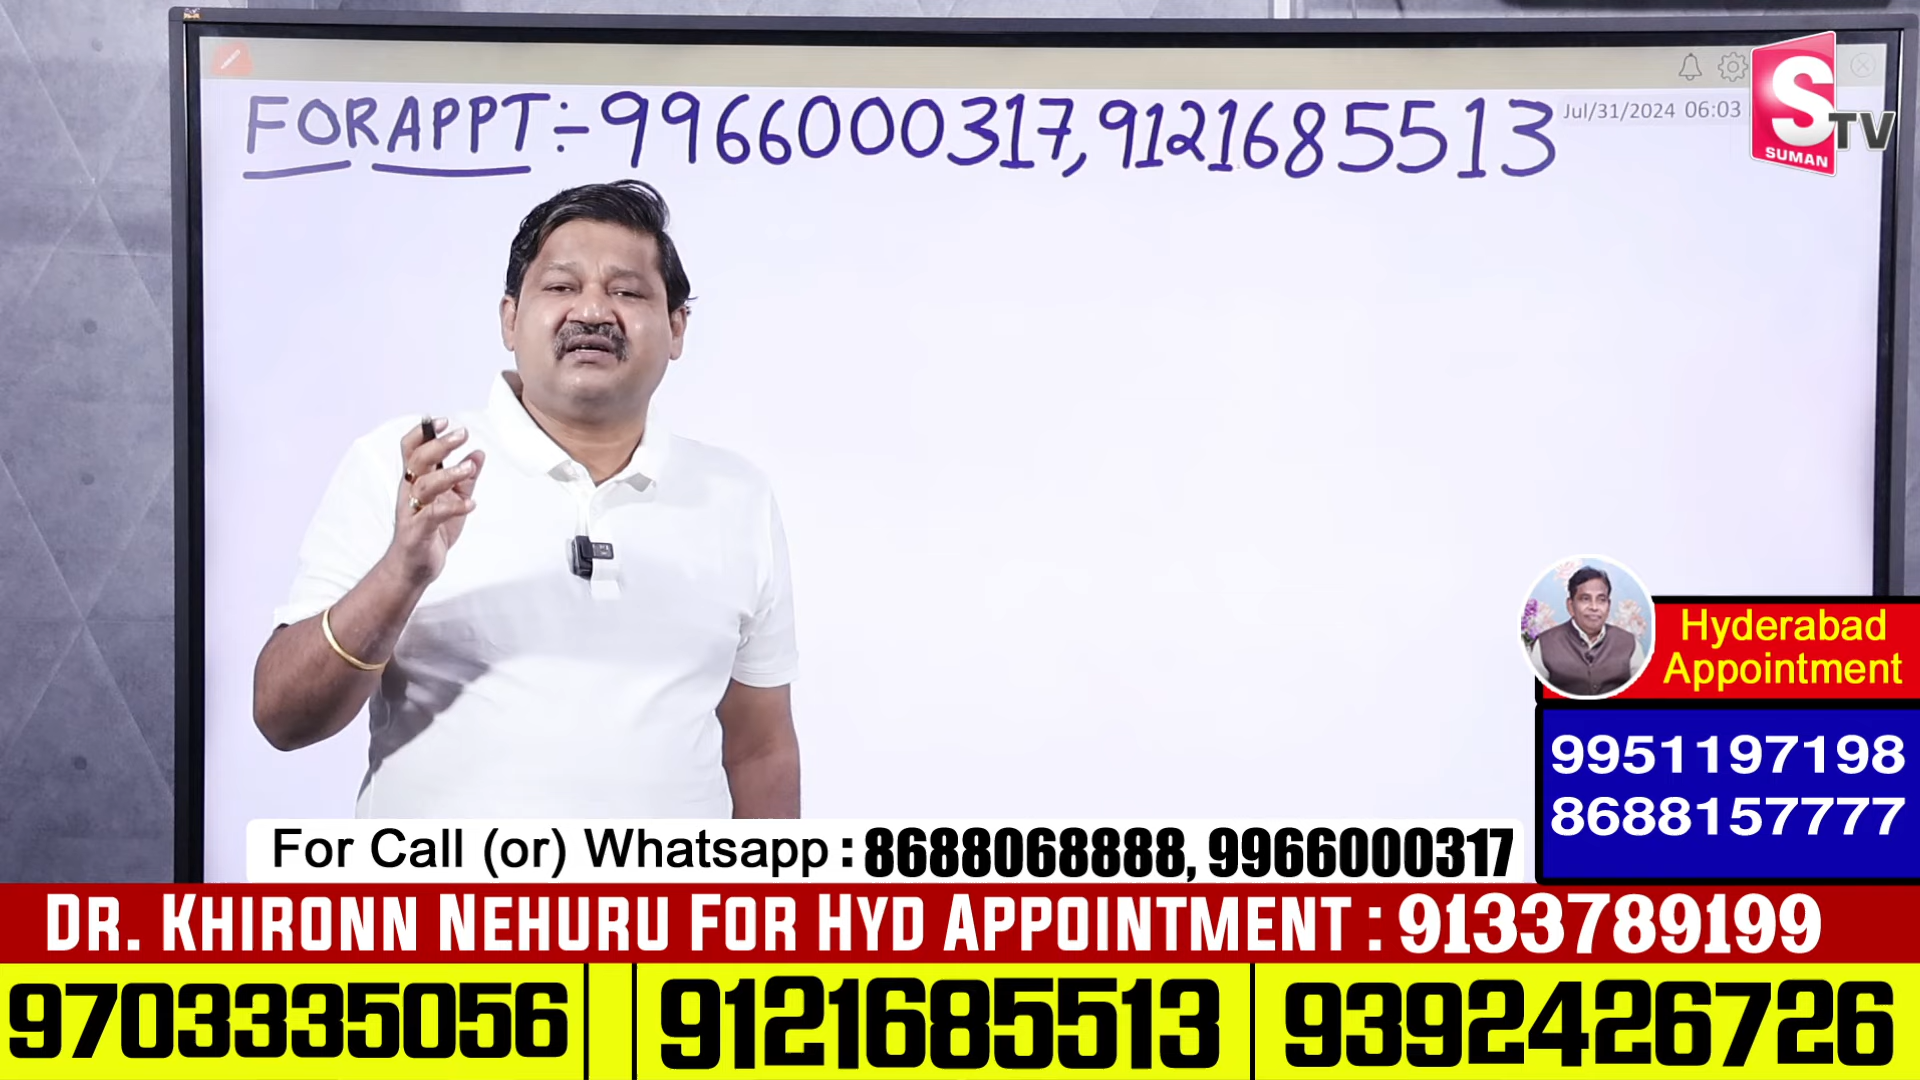 FOR APPT:- 9966000317, 9121685513
Jul/31/2024 06:03
S TV
SUMAN
Hyderabad
Appointment
9951197198
8688157777
For Call (or) Whatsapp : 8688068888, 9966000317
DR. KHIRONN NEHURU FOR HYD APPOINTMENT : 9133789199
9703335056 9121685513 9392426726